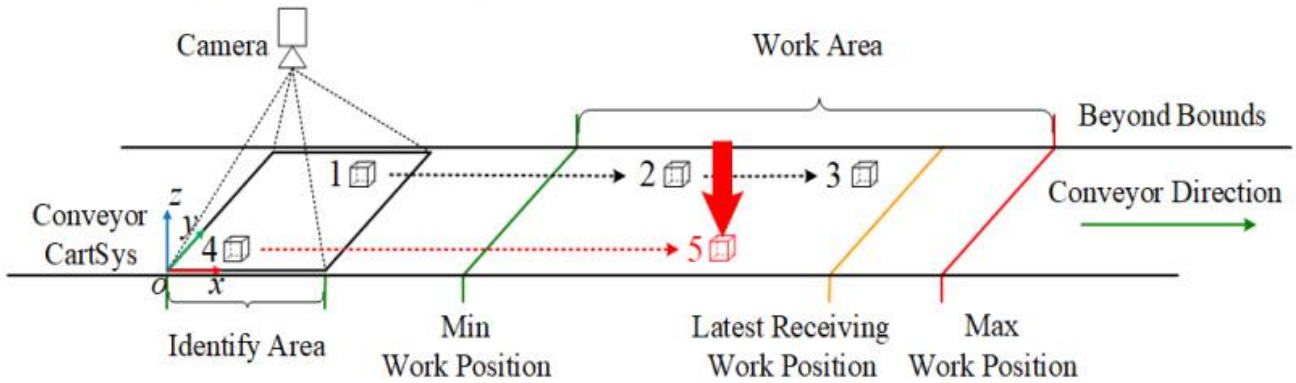 Camera
Work Area
Beyond Bounds
1
2
3
z
Conveyor
CartSys
y
4
5
Conveyor Direction
o
x
Identify Area
Min
Work Position
Latest Receiving
Work Position
Max
Work Position